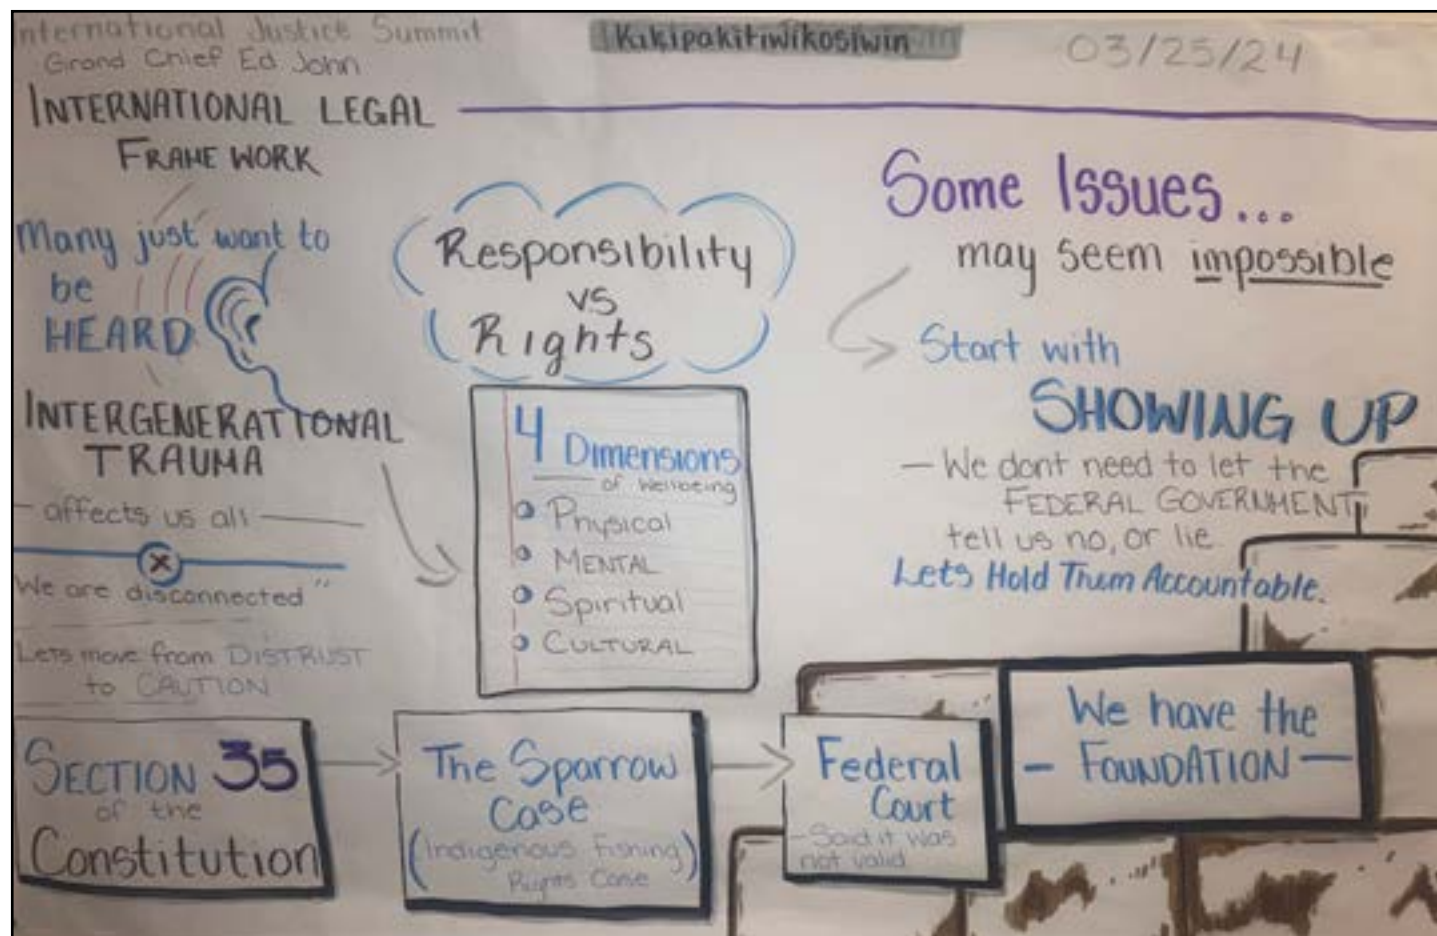 International Justice Summit
Grand Chief Ed John
Kakipakitiwikosiwin
03/25/24
INTERNATIONAL LEGAL
FRAME WORK
Many just want to
be
HEARD
INTERGENERATIONAL
TRAUMA
- affects us all
We are disconnected"
Lets move from DISTRUST
to CAUTION
Responsibility
VS
Rights
4 Dimensions
of wellbeing
Physical
MENTAL
Spiritual
CULTURAL
Some Issues...
may seem impossible
Start with
SHOWING UP
- We dont need to let the
FEDERAL GOVERNMENT
tell us no, or lie
Lets Hold Them Accountable.
SECTION 35
of the
Constitution
The Sparrow
Case
(Indigenous Fishing)
Rights Case
Federal
Court
- Said it was
not valid
We have the
- FOUNDATION -